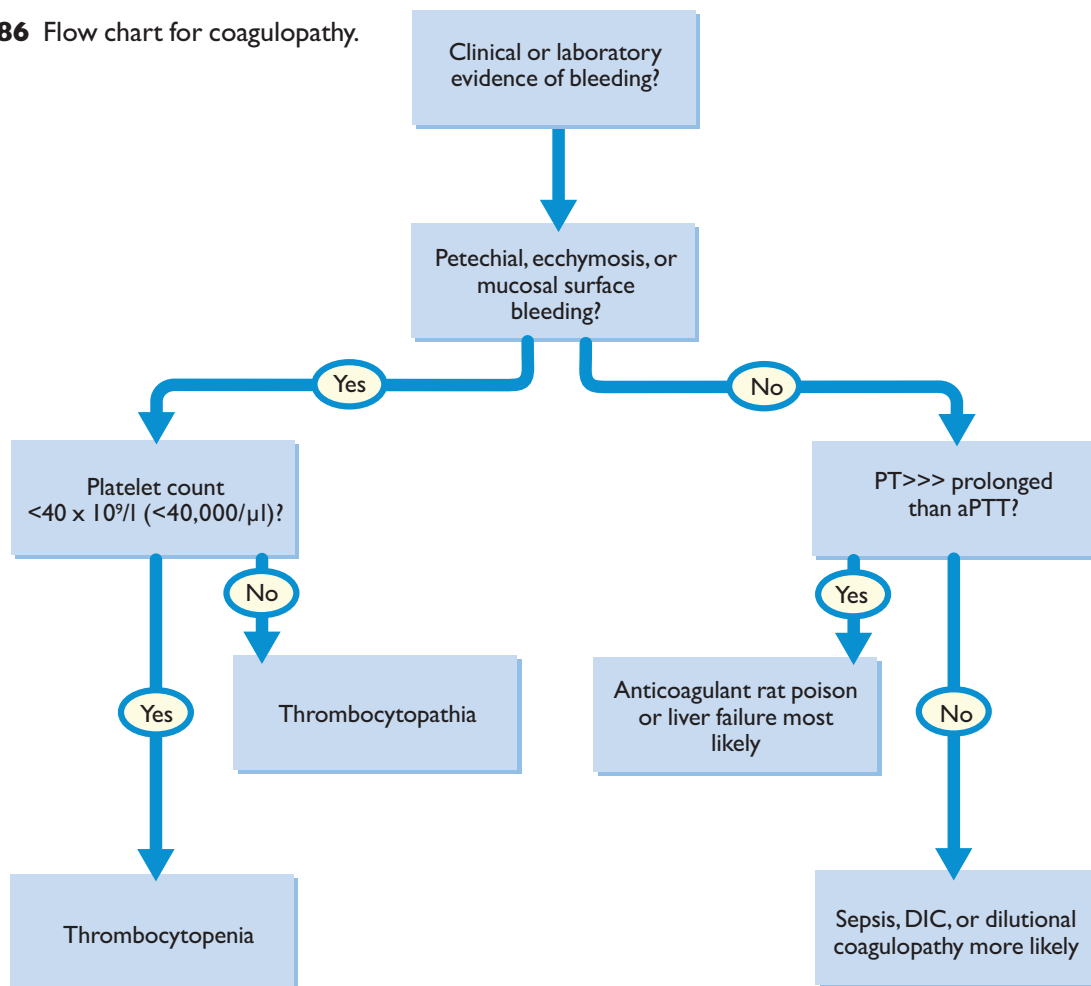 86 Flow chart for coagulopathy.
Clinical or laboratory
evidence of bleeding?
Petechial, ecchymosis, or
mucosal surface
bleeding?
Yes
No
Platelet count
<40 x 10⁹/l (<40,000/µl)?
PT>>> prolonged
than aPTT?
No
Yes
Thrombocytopathia
Anticoagulant rat poison
or liver failure most
likely
Yes
No
Thrombocytopenia
Sepsis, DIC, or dilutional
coagulopathy more likely